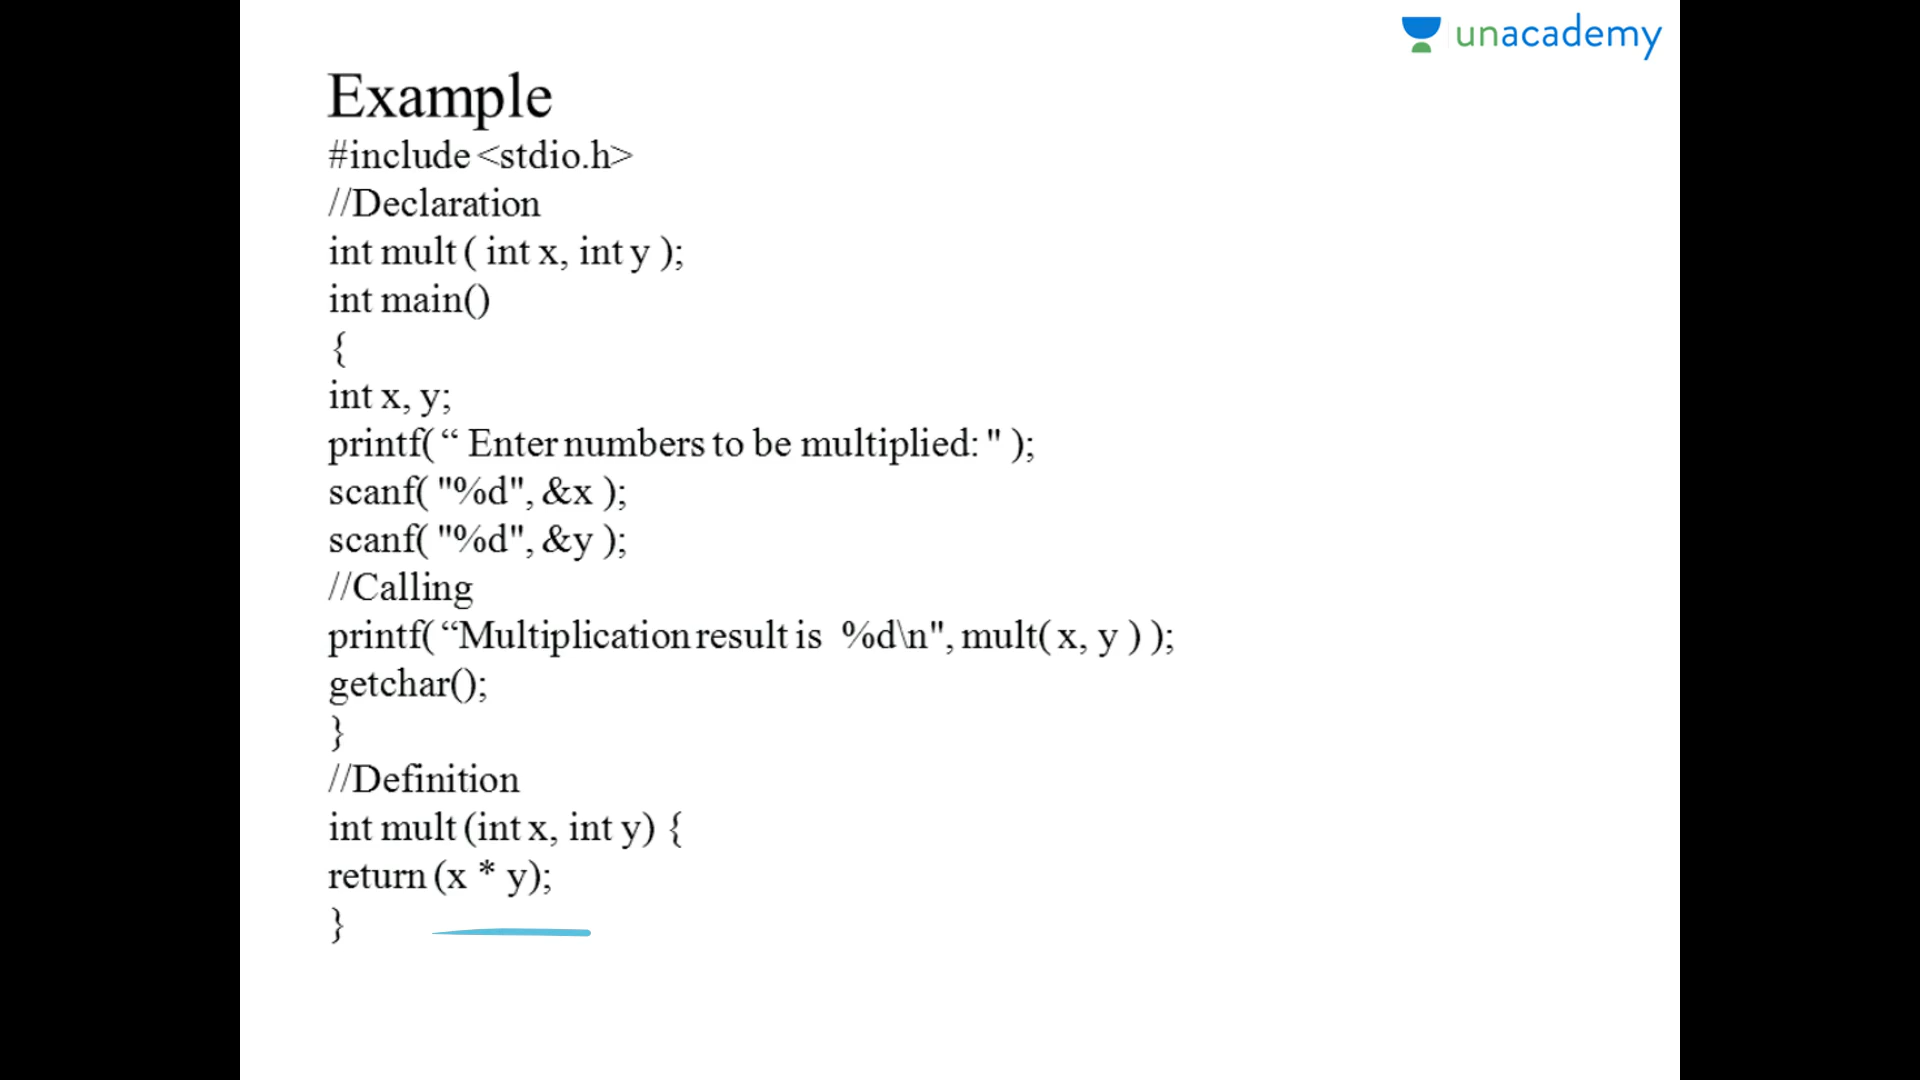 unacademy
Example
#include <stdio.h>
//Declaration
int mult ( int x, int y );
int main()
{
int x, y;
printf( “ Enter numbers to be multiplied: " );
scanf( "%d", &x );
scanf( "%d", &y );
//Calling
printf( “Multiplication result is  %d\n", mult( x, y ) );
getchar();
}
//Definition
int mult (int x, int y) {
return (x * y);
}